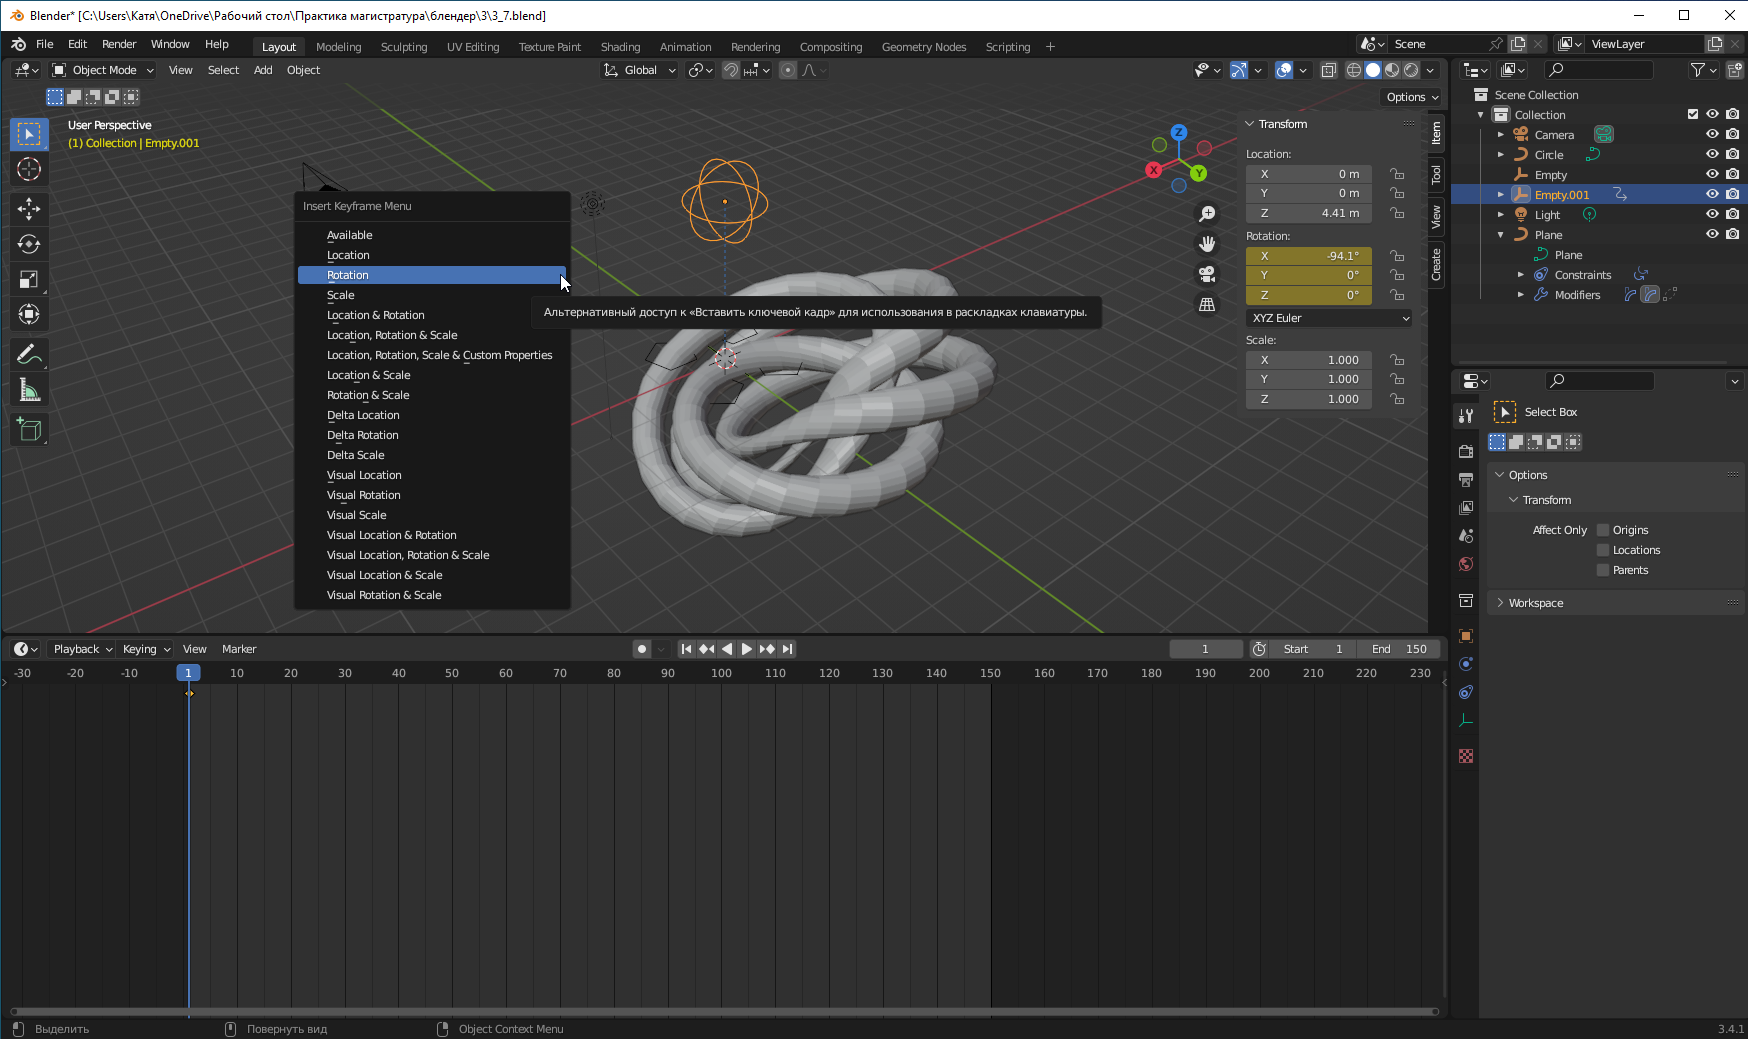 Blender* [C:\Users\Катя\OneDrive\Рабочий стол\Практика магистратура\блендер\3\3_7.blend]
File Edit Render Window Help Layout Modeling Sculpting UV Editing Texture Paint Shading Animation Rendering Compositing Geometry Nodes Scripting + Scene ViewLayer
Object Mode View Select Add Object Global
Options
User Perspective
(1) Collection | Empty.001
Insert Keyframe Menu
Available
Location
Rotation
Scale
Location & Rotation
Location, Rotation & Scale
Location, Rotation, Scale & Custom Properties
Location & Scale
Rotation & Scale
Delta Location
Delta Rotation
Delta Scale
Visual Location
Visual Rotation
Visual Scale
Visual Location & Rotation
Visual Location, Rotation & Scale
Visual Location & Scale
Visual Rotation & Scale
Альтернативный доступ к «Вставить ключевой кадр» для использования в раскладках клавиатуры.
Z
X
Y
Transform
Location:
X 0 m
Y 0 m
Z 4.41 m
Rotation:
X -94.1°
Y 0°
Z 0°
XYZ Euler
Scale:
X 1.000
Y 1.000
Z 1.000
Item
Tool
View
Create
Scene Collection
Collection
Camera
Circle
Empty
Empty.001
Light
Plane
Plane
Constraints
Modifiers
Select Box
Options
Transform
Affect Only Origins
Locations
Parents
Workspace
Playback Keying View Marker 1 Start 1 End 150
-30 -20 -10 1 10 20 30 40 50 60 70 80 90 100 110 120 130 140 150 160 170 180 190 200 210 220 230
Выделить Повернуть вид Object Context Menu 3.4.1